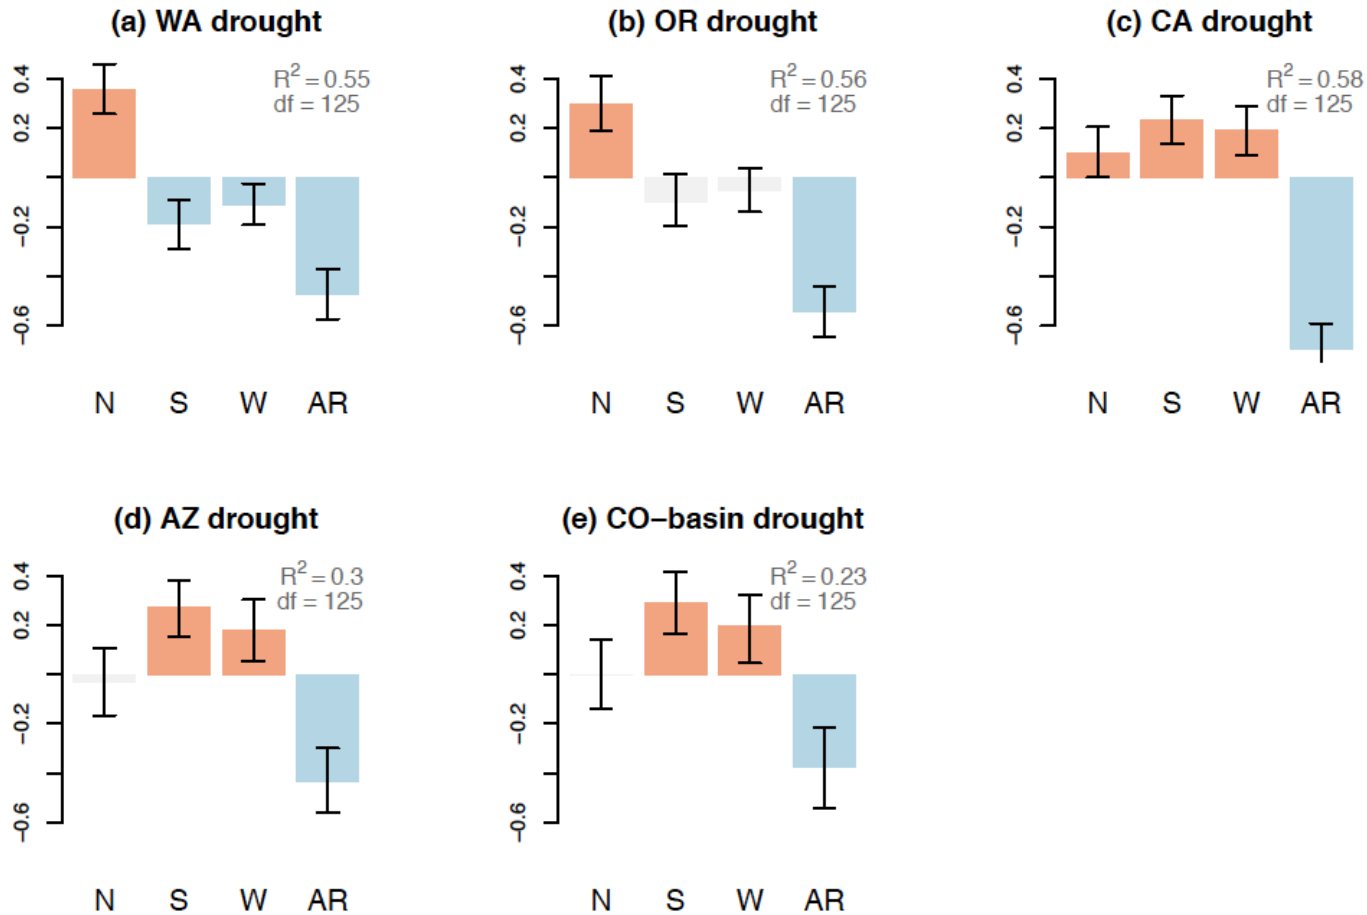 (a) WA drought
R² = 0.55
df = 125
0.4
0.2
−0.2
−0.6
N S W AR
(b) OR drought
R² = 0.56
df = 125
0.4
0.2
−0.2
−0.6
N S W AR
(c) CA drought
R² = 0.58
df = 125
0.4
0.2
−0.2
−0.6
N S W AR
(d) AZ drought
R² = 0.3
df = 125
0.4
0.2
−0.2
−0.6
N S W AR
(e) CO−basin drought
R² = 0.23
df = 125
0.4
0.2
−0.2
−0.6
N S W AR